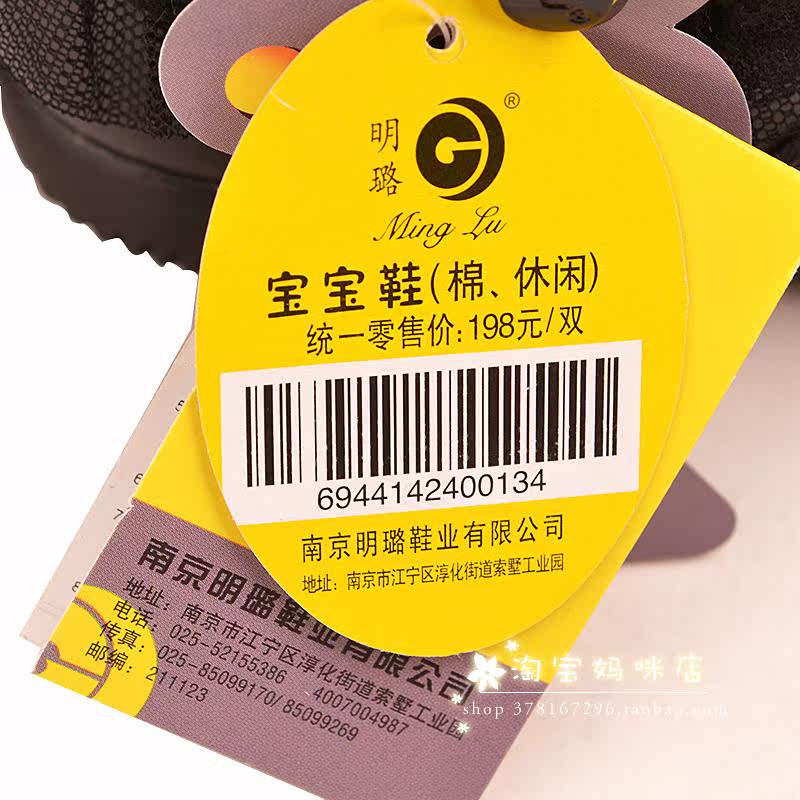 明璐
®
Ming Lu
宝宝鞋(棉、休闲)
统一零售价:198元/双
6944142400134
南京明璐鞋业有限公司
地址: 南京市江宁区淳化街道索墅工业园
南京明璐鞋业有限公司
地址: 南京市江宁区淳化街道索墅工业园
电话: 025-52155386 4007004987
传真: 025-85099170/85099269
邮编: 211123
淘宝妈咪店
shop 378167296.taobao.com